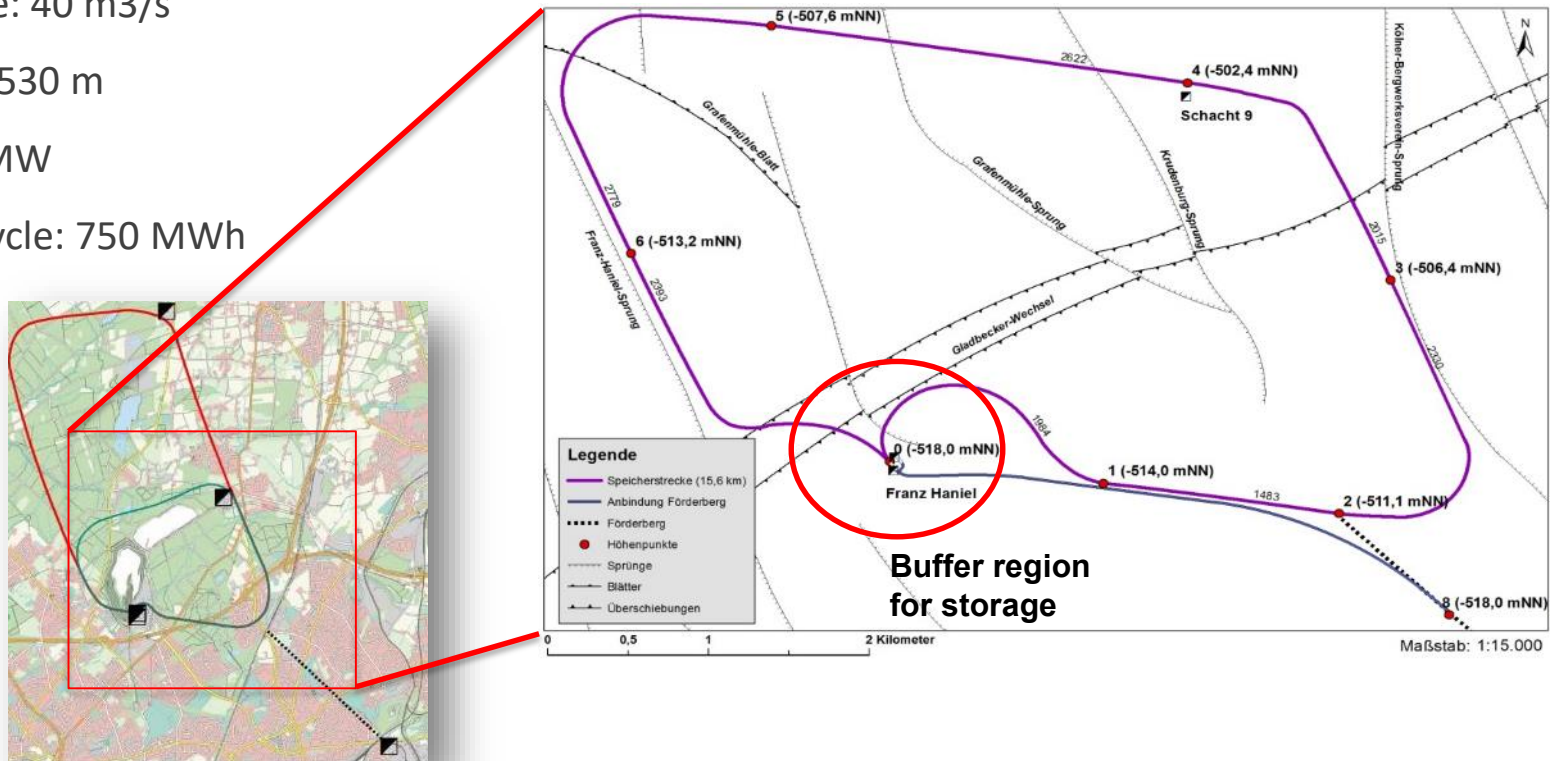 e: 40 m3/s
530 m
MW
ycle: 750 MWh
5 (-507,6 mNN)
2622
4 (-502,4 mNN)
Schacht 9
Kölner-Bergwerksverein-Sprung
N
Grafenmühle-Blatt
Grafenmühle-Sprung
Krudenburg-Sprung
2779
6 (-513,2 mNN)
2015
3 (-506,4 mNN)
Franz-Haniel-Sprung
2393
Gladbecker-Wechsel
2330
1984
0 (-518,0 mNN)
Franz Haniel
1 (-514,0 mNN)
1483
2 (-511,1 mNN)
8 (-518,0 mNN)
Legende
Speicherstrecke (15,6 km)
Anbindung Förderberg
Förderberg
Höhenpunkte
Sprünge
Blätter
Überschiebungen
Buffer region
for storage
0 0,5 1 2 Kilometer
Maßstab: 1:15.000